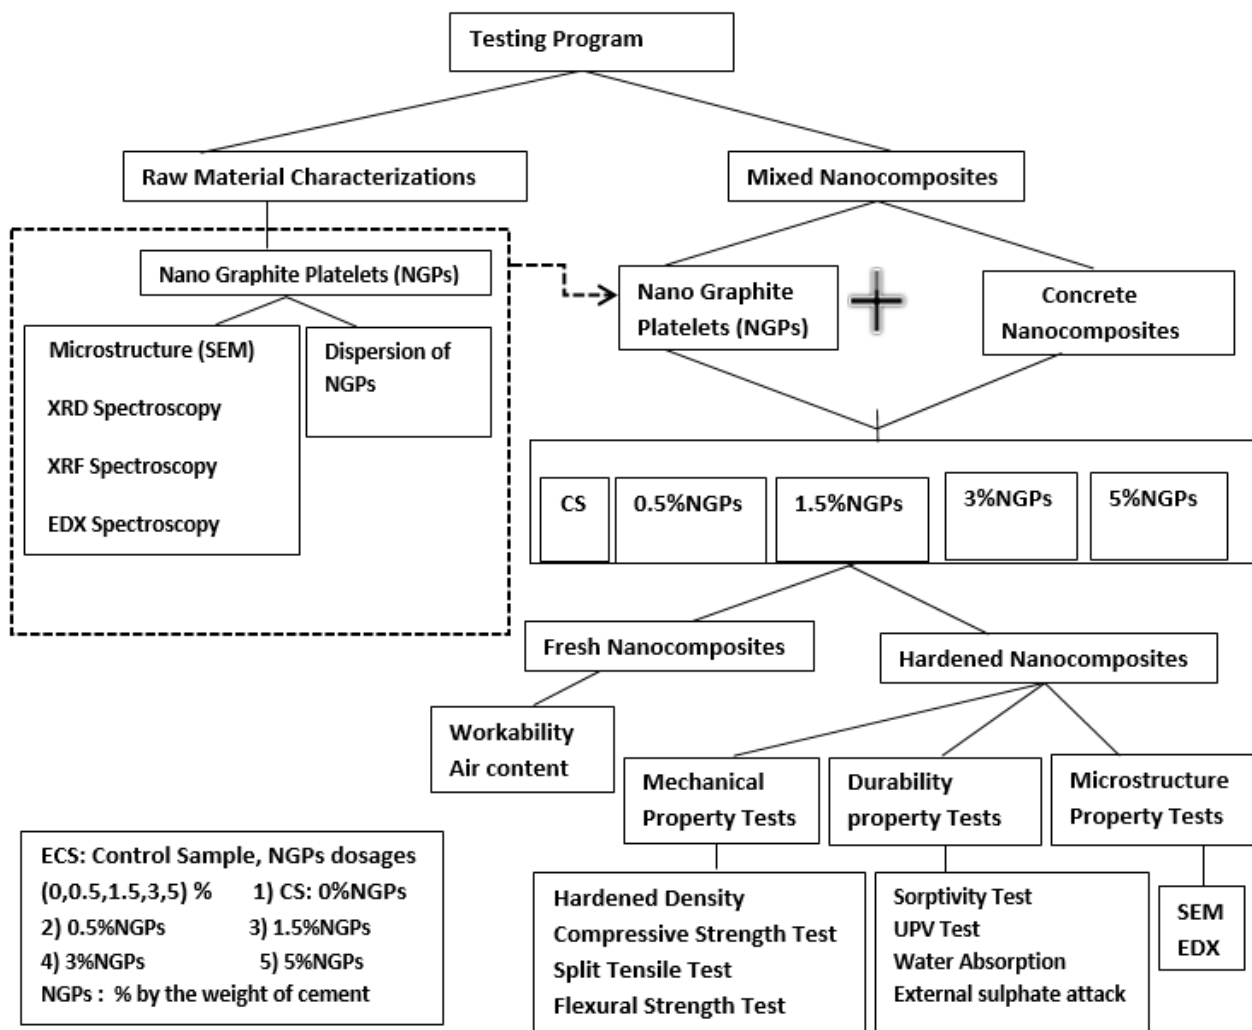 Testing Program
Raw Material Characterizations
Mixed Nanocomposites
Nano Graphite Platelets (NGPs)
Microstructure (SEM)
XRD Spectroscopy
XRF Spectroscopy
EDX Spectroscopy
Dispersion of
NGPs
Nano Graphite
Platelets (NGPs)
Concrete
Nanocomposites
CS
0.5%NGPs
1.5%NGPs
3%NGPs
5%NGPs
Fresh Nanocomposites
Hardened Nanocomposites
Workability
Air content
Mechanical
Property Tests
Durability
property Tests
Microstructure
Property Tests
Hardened Density
Compressive Strength Test
Split Tensile Test
Flexural Strength Test
Sorptivity Test
UPV Test
Water Absorption
External sulphate attack
SEM
EDX
ECS: Control Sample, NGPs dosages
(0,0.5,1.5,3,5) % 1) CS: 0%NGPs
2) 0.5%NGPs 3) 1.5%NGPs
4) 3%NGPs 5) 5%NGPs
NGPs : % by the weight of cement